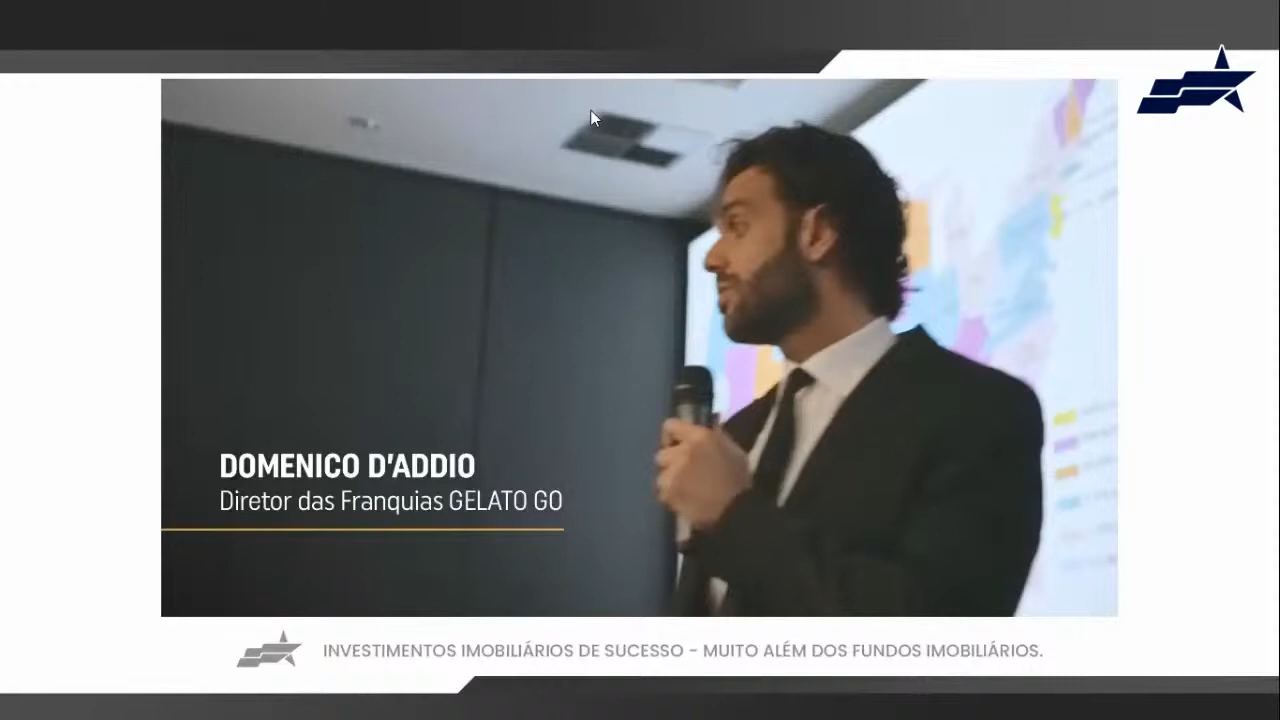 DOMENICO D'ADDIO
Diretor das Franquias GELATO GO
INVESTIMENTOS IMOBILIÁRIOS DE SUCESSO - MUITO ALÉM DOS FUNDOS IMOBILIÁRIOS.